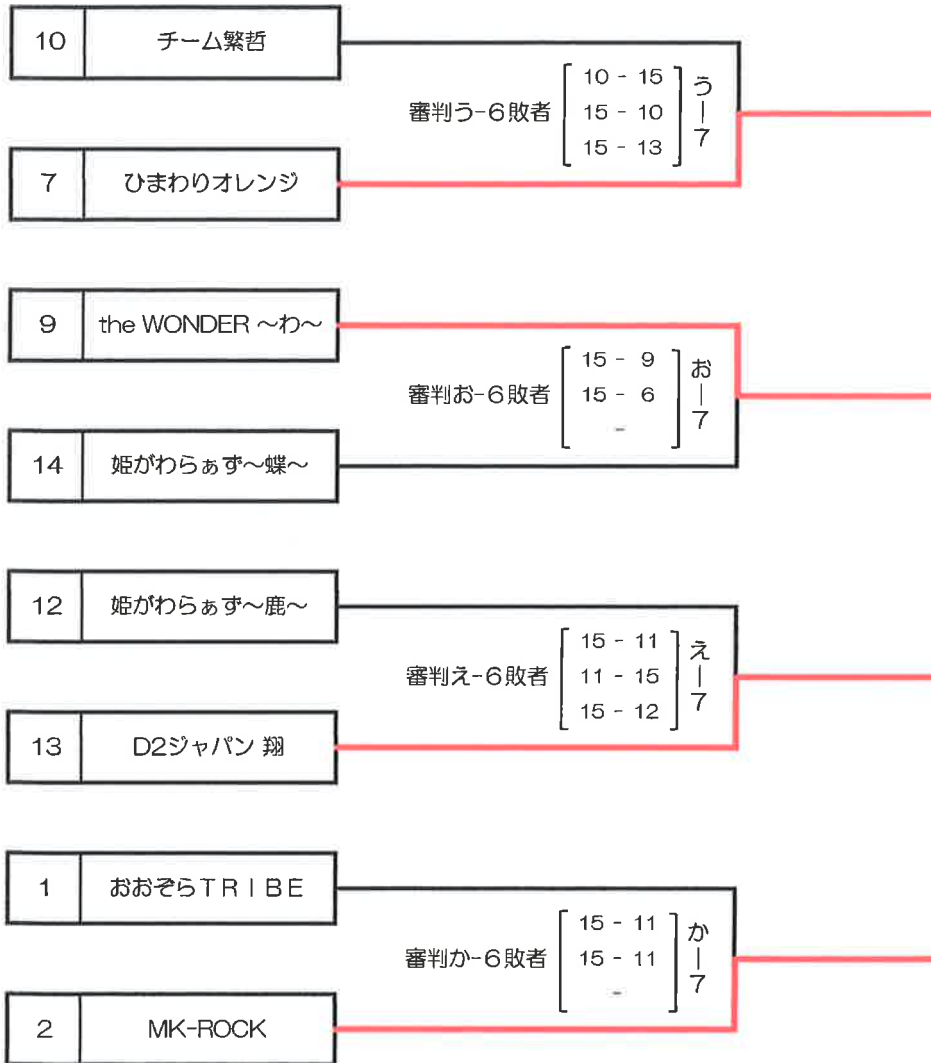 10 チーム繁哲
審判う-6敗者 10 - 15 う-7
15 - 10
15 - 13
7 ひまわりオレンジ
9 the WONDER ～わ～
審判お-6敗者 15 - 9 お-7
15 - 6
-
14 姫がわらぁず～蝶～
12 姫がわらぁず～鹿～
審判え-6敗者 15 - 11 え-7
11 - 15
15 - 12
13 D2ジャパン 翔
1 おおぞらＴＲＩＢＥ
審判か-6敗者 15 - 11 か-7
15 - 11
-
2 MK-ROCK